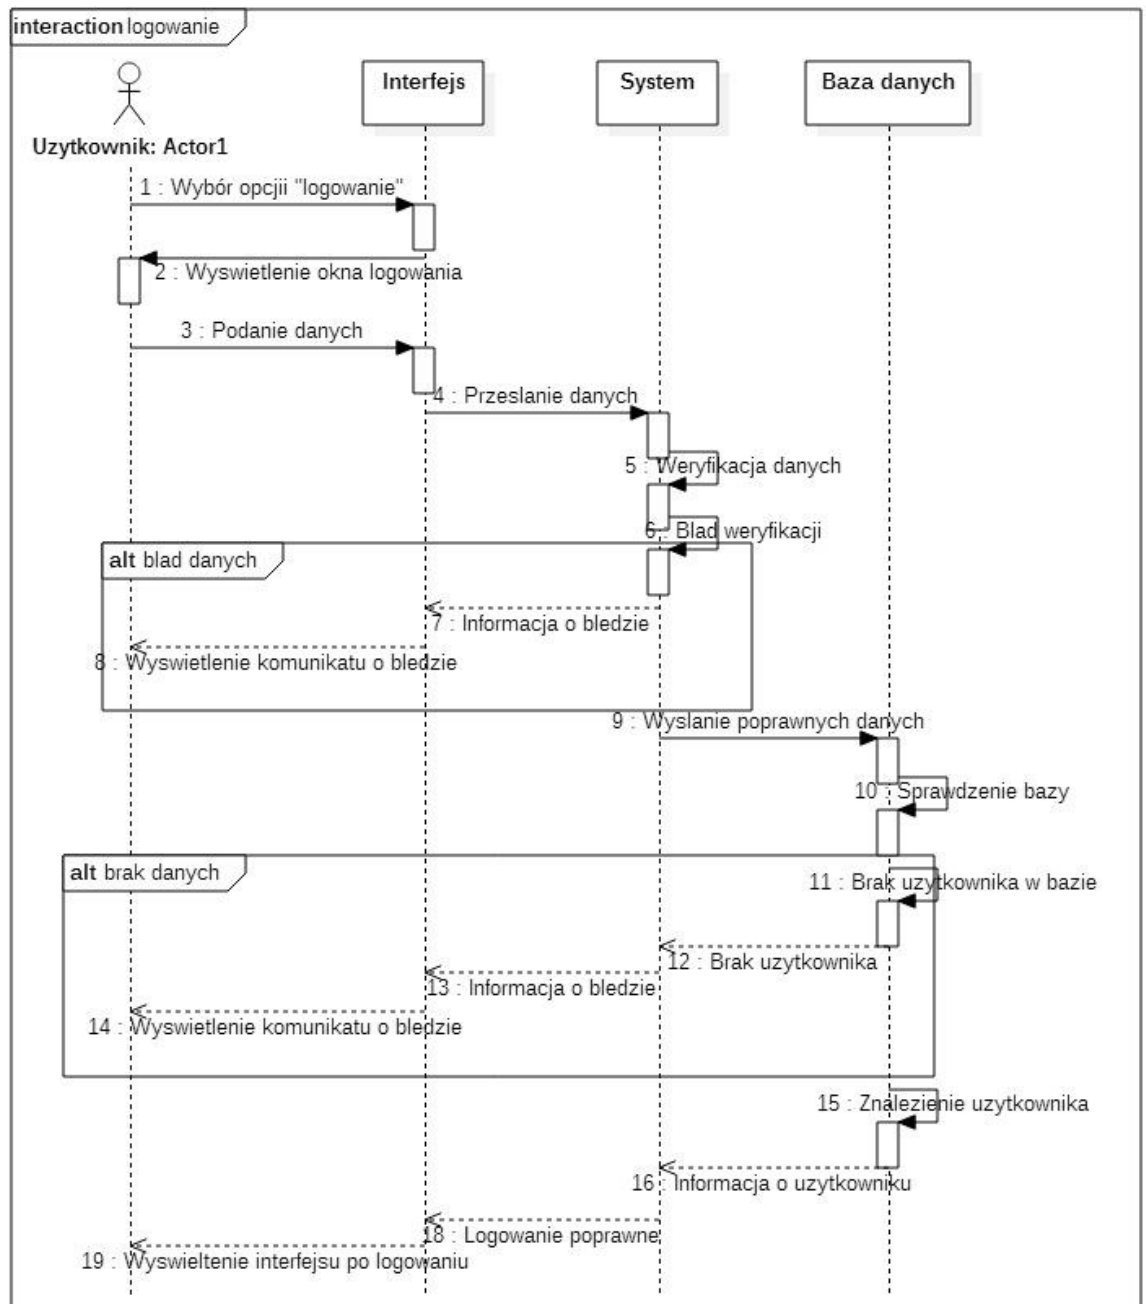 interaction logowanie
Interfejs
System
Baza danych
Uzytkownik: Actor1
1 : Wybór opcjii "logowanie"
2 : Wyswietlenie okna logowania
3 : Podanie danych
4 : Przeslanie danych
5 : Weryfikacja danych
6 : Blad weryfikacji
alt blad danych
7 : Informacja o bledzie
8 : Wyswietlenie komunikatu o bledzie
9 : Wyslanie poprawnych danych
10 : Sprawdzenie bazy
alt brak danych
11 : Brak uzytkownika w bazie
12 : Brak uzytkownika
13 : Informacja o bledzie
14 : Wyswietlenie komunikatu o bledzie
15 : Znalezienie uzytkownika
16 : Informacja o uzytkowniku
18 : Logowanie poprawne
19 : Wyswieltenie interfejsu po logowaniu